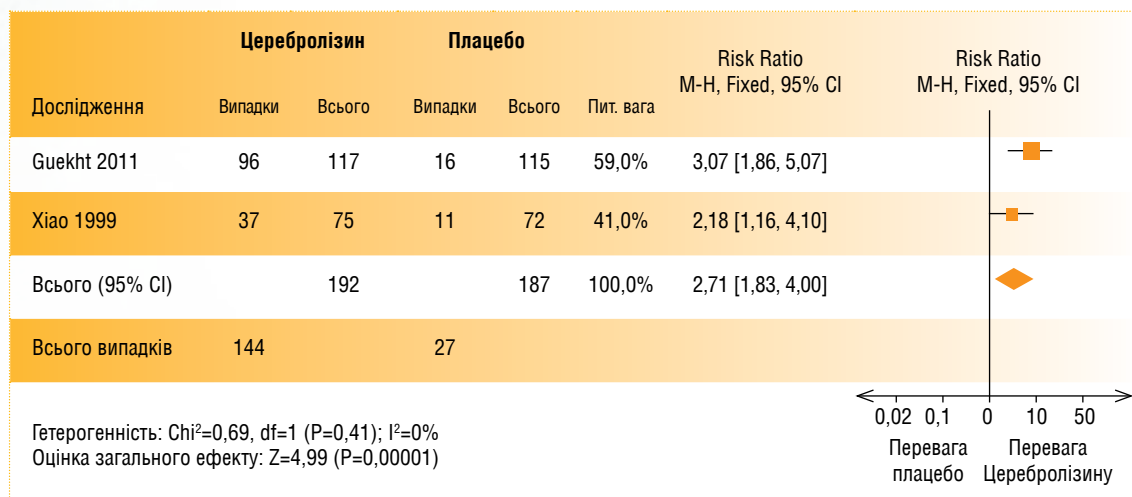 Церебролізин Плацебо
Risk Ratio Risk Ratio
M-H, Fixed, 95% CI M-H, Fixed, 95% CI
Дослідження Випадки Всього Випадки Всього Пит. вага
Guekht 2011 96 117 16 115 59,0% 3,07 [1,86, 5,07]
Xiao 1999 37 75 11 72 41,0% 2,18 [1,16, 4,10]
Всього (95% CI) 192 187 100,0% 2,71 [1,83, 4,00]
Всього випадків 144 27
0,02 0,1 0 10 50
Гетерогенність: Chi²=0,69, df=1 (P=0,41); I²=0%
Оцінка загального ефекту: Z=4,99 (P=0,00001)
Перевага Перевага
плацебо Церебролізину